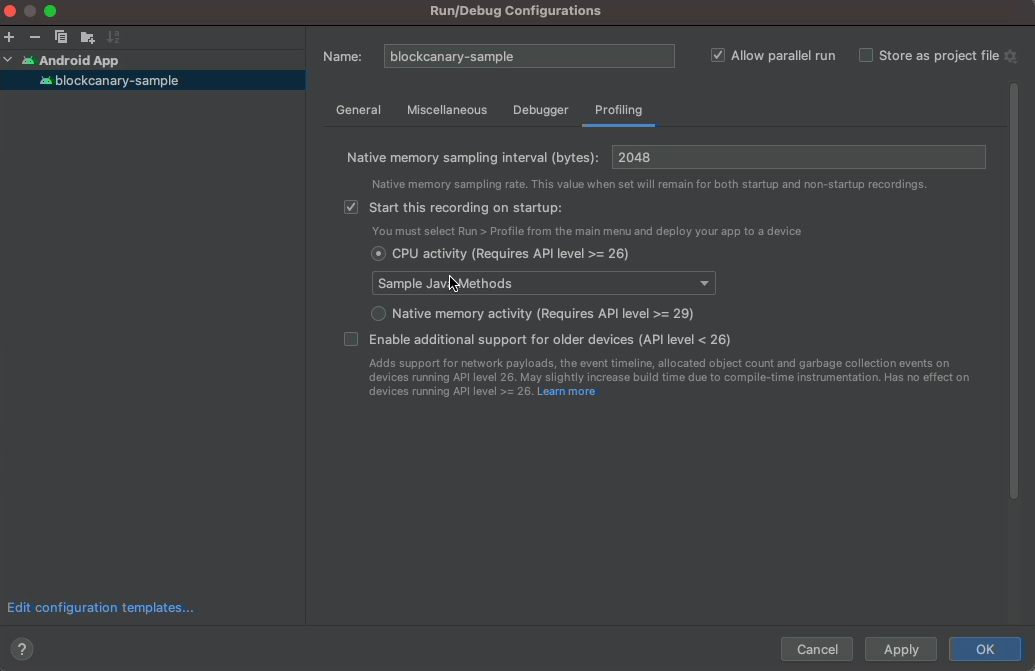 Run/Debug Configurations
Android App
blockcanary-sample
Edit configuration templates...
Name: blockcanary-sample
Allow parallel run
Store as project file
General Miscellaneous Debugger Profiling
Native memory sampling interval (bytes): 2048
Native memory sampling rate. This value when set will remain for both startup and non-startup recordings.
Start this recording on startup:
You must select Run > Profile from the main menu and deploy your app to a device
CPU activity (Requires API level >= 26)
Sample Java Methods
Native memory activity (Requires API level >= 29)
Enable additional support for older devices (API level < 26)
Adds support for network payloads, the event timeline, allocated object count and garbage collection events on
devices running API level 26. May slightly increase build time due to compile-time instrumentation. Has no effect on
devices running API level >= 26. Learn more
?
Cancel
Apply
OK